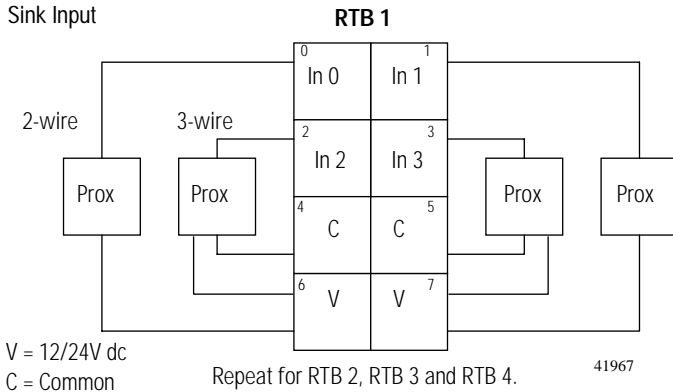 Sink Input
RTB 1
0 1
In 0 In 1
2-wire 3-wire
2 3
In 2 In 3
Prox Prox Prox Prox
4 5
C C
6 7
V V
V = 12/24V dc
C = Common
Repeat for RTB 2, RTB 3 and RTB 4.
41967